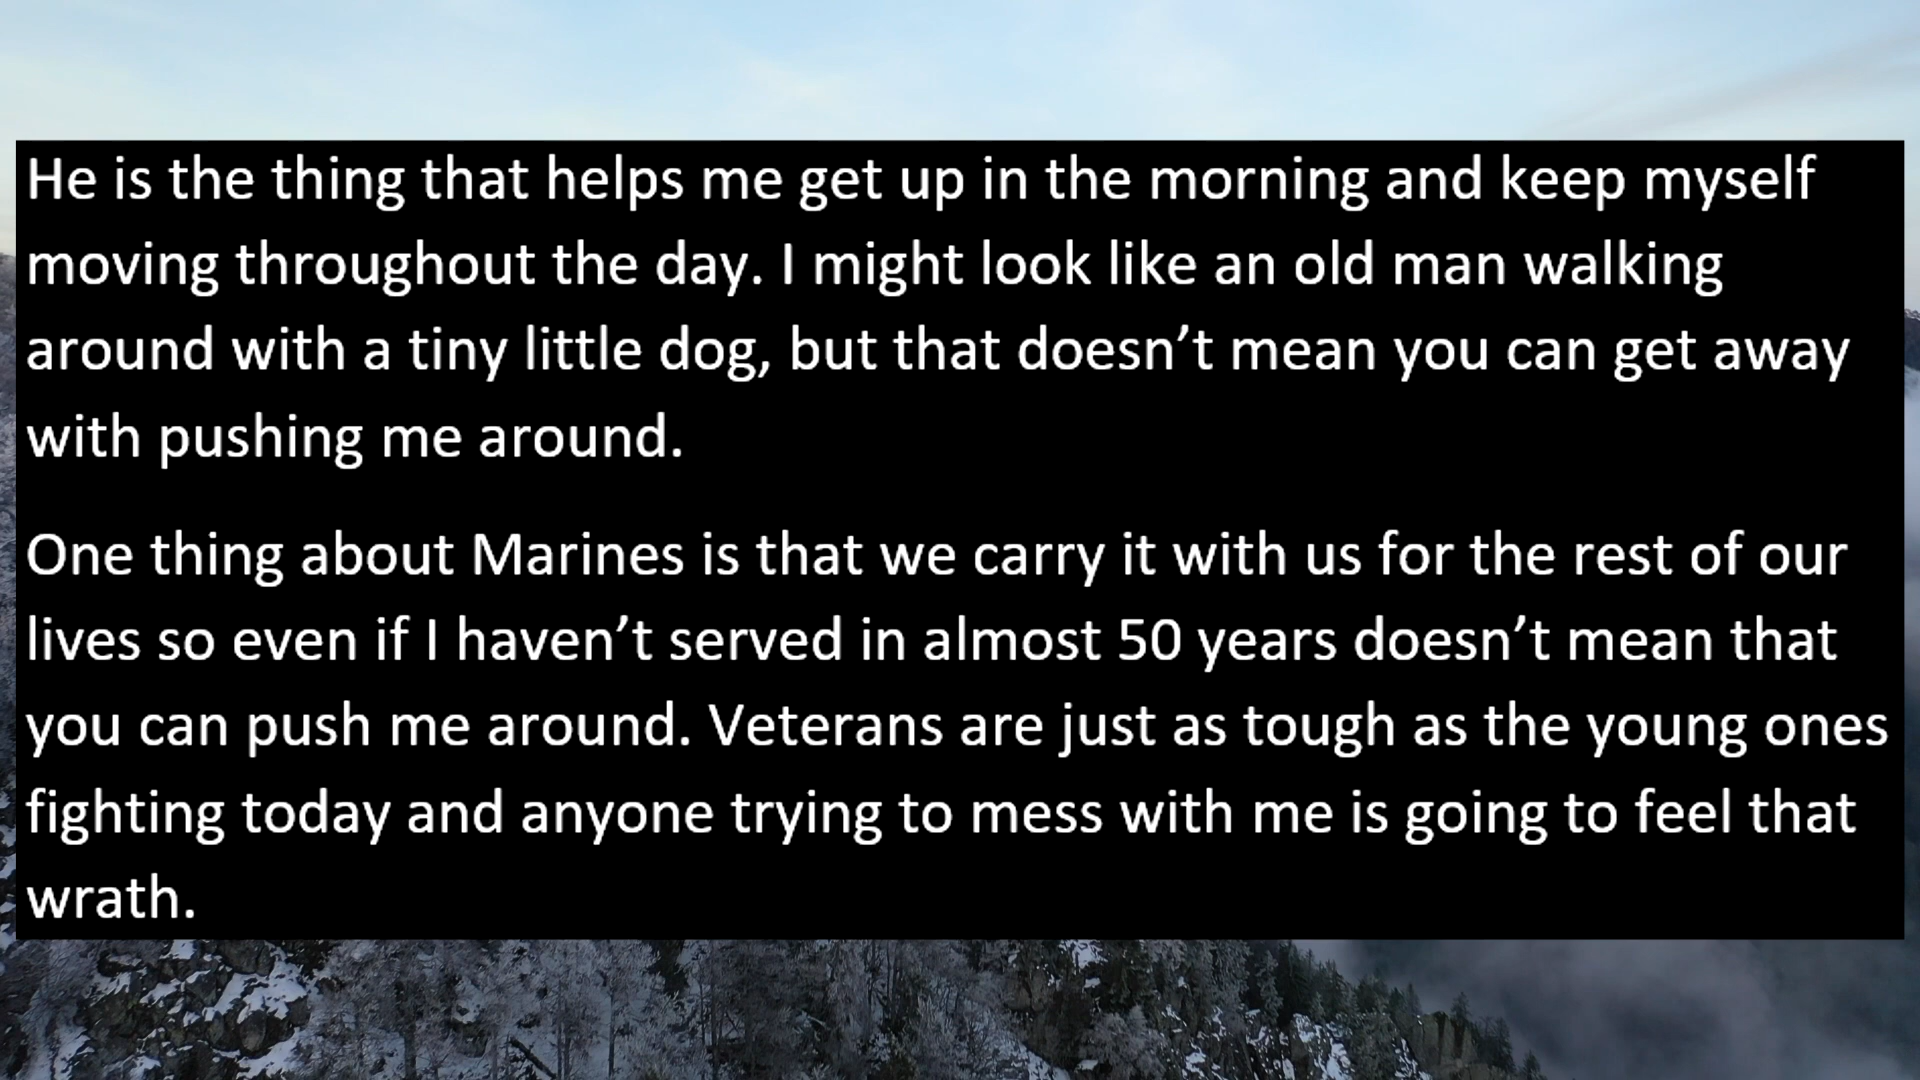 He is the thing that helps me get up in the morning and keep myself
moving throughout the day. I might look like an old man walking
around with a tiny little dog, but that doesn’t mean you can get away
with pushing me around.
One thing about Marines is that we carry it with us for the rest of our
lives so even if I haven’t served in almost 50 years doesn’t mean that
you can push me around. Veterans are just as tough as the young ones
fighting today and anyone trying to mess with me is going to feel that
wrath.